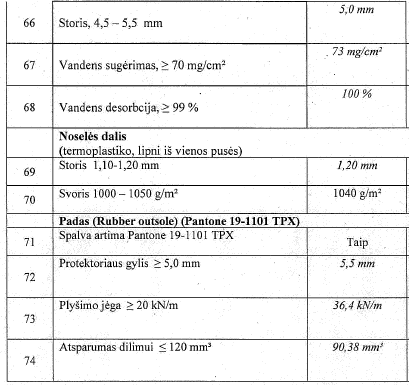 66 Storis, 4,5 – 5,5 mm 5,0 mm
67 Vandens sugėrimas, ≥ 70 mg/cm² 73 mg/cm²
68 Vandens desorbcija, ≥ 99 % 100 %
Noselės dalis
(termoplastiko, lipni iš vienos pusės)
69 Storis 1,10-1,20 mm 1,20 mm
70 Svoris 1000 – 1050 g/m² 1040 g/m²
Padas (Rubber outsole) (Pantone 19-1101 TPX)
71 Spalva artima Pantone 19-1101 TPX Taip
72 Protektoriaus gylis ≥ 5,0 mm 5,5 mm
73 Plyšimo jėga ≥ 20 kN/m 36,4 kN/m
74 Atsparumas dilimui ≤ 120 mm³ 90,38 mm³